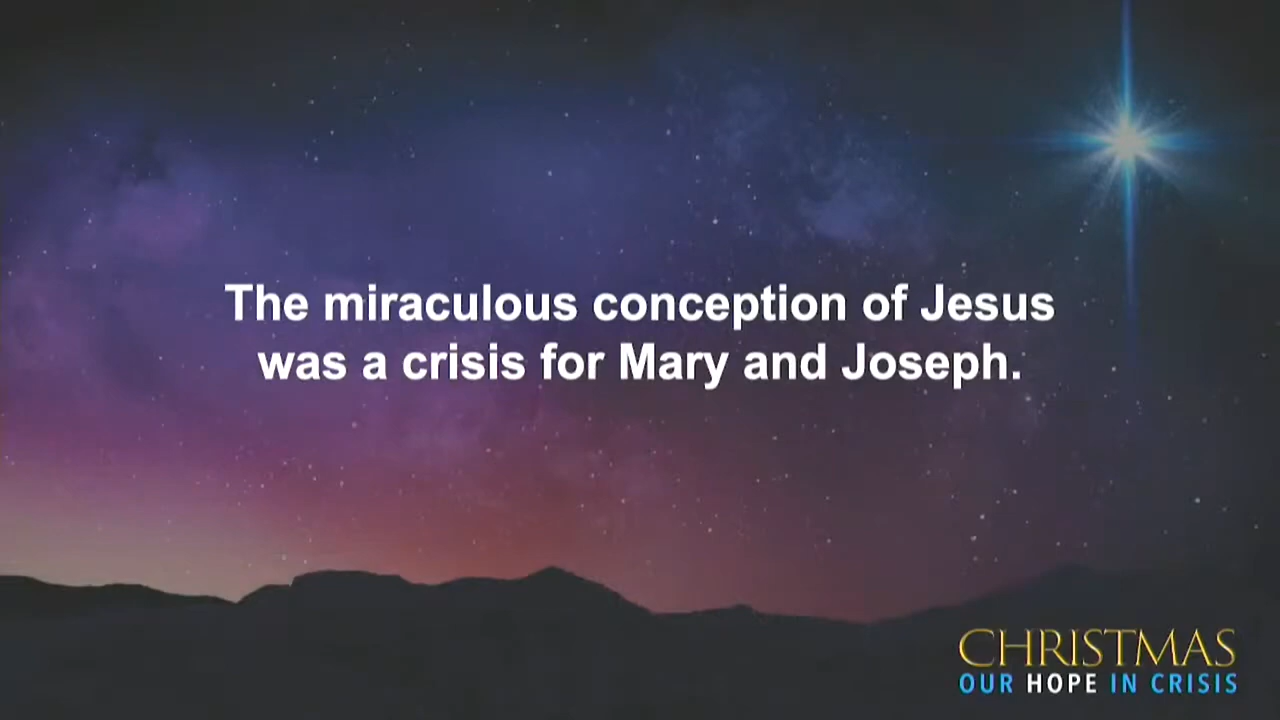 The miraculous conception of Jesus
was a crisis for Mary and Joseph.
CHRISTMAS
OUR HOPE IN CRISIS